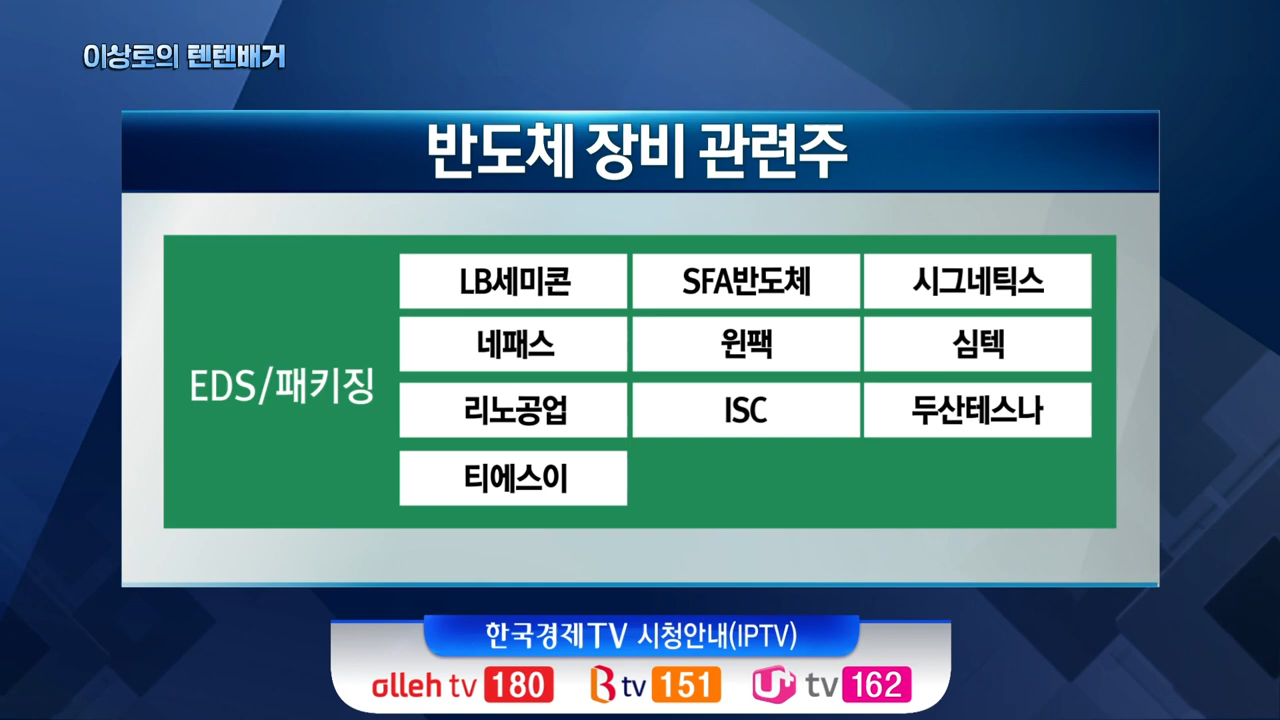 이상로의 텐텐배거
반도체 장비 관련주
EDS/패키징
LB세미콘 SFA반도체 시그네틱스
네패스 윈팩 심텍
리노공업 ISC 두산테스나
티에스이
한국경제TV 시청안내(IPTV)
olleh tv 180 B tv 151 U+ tv 162